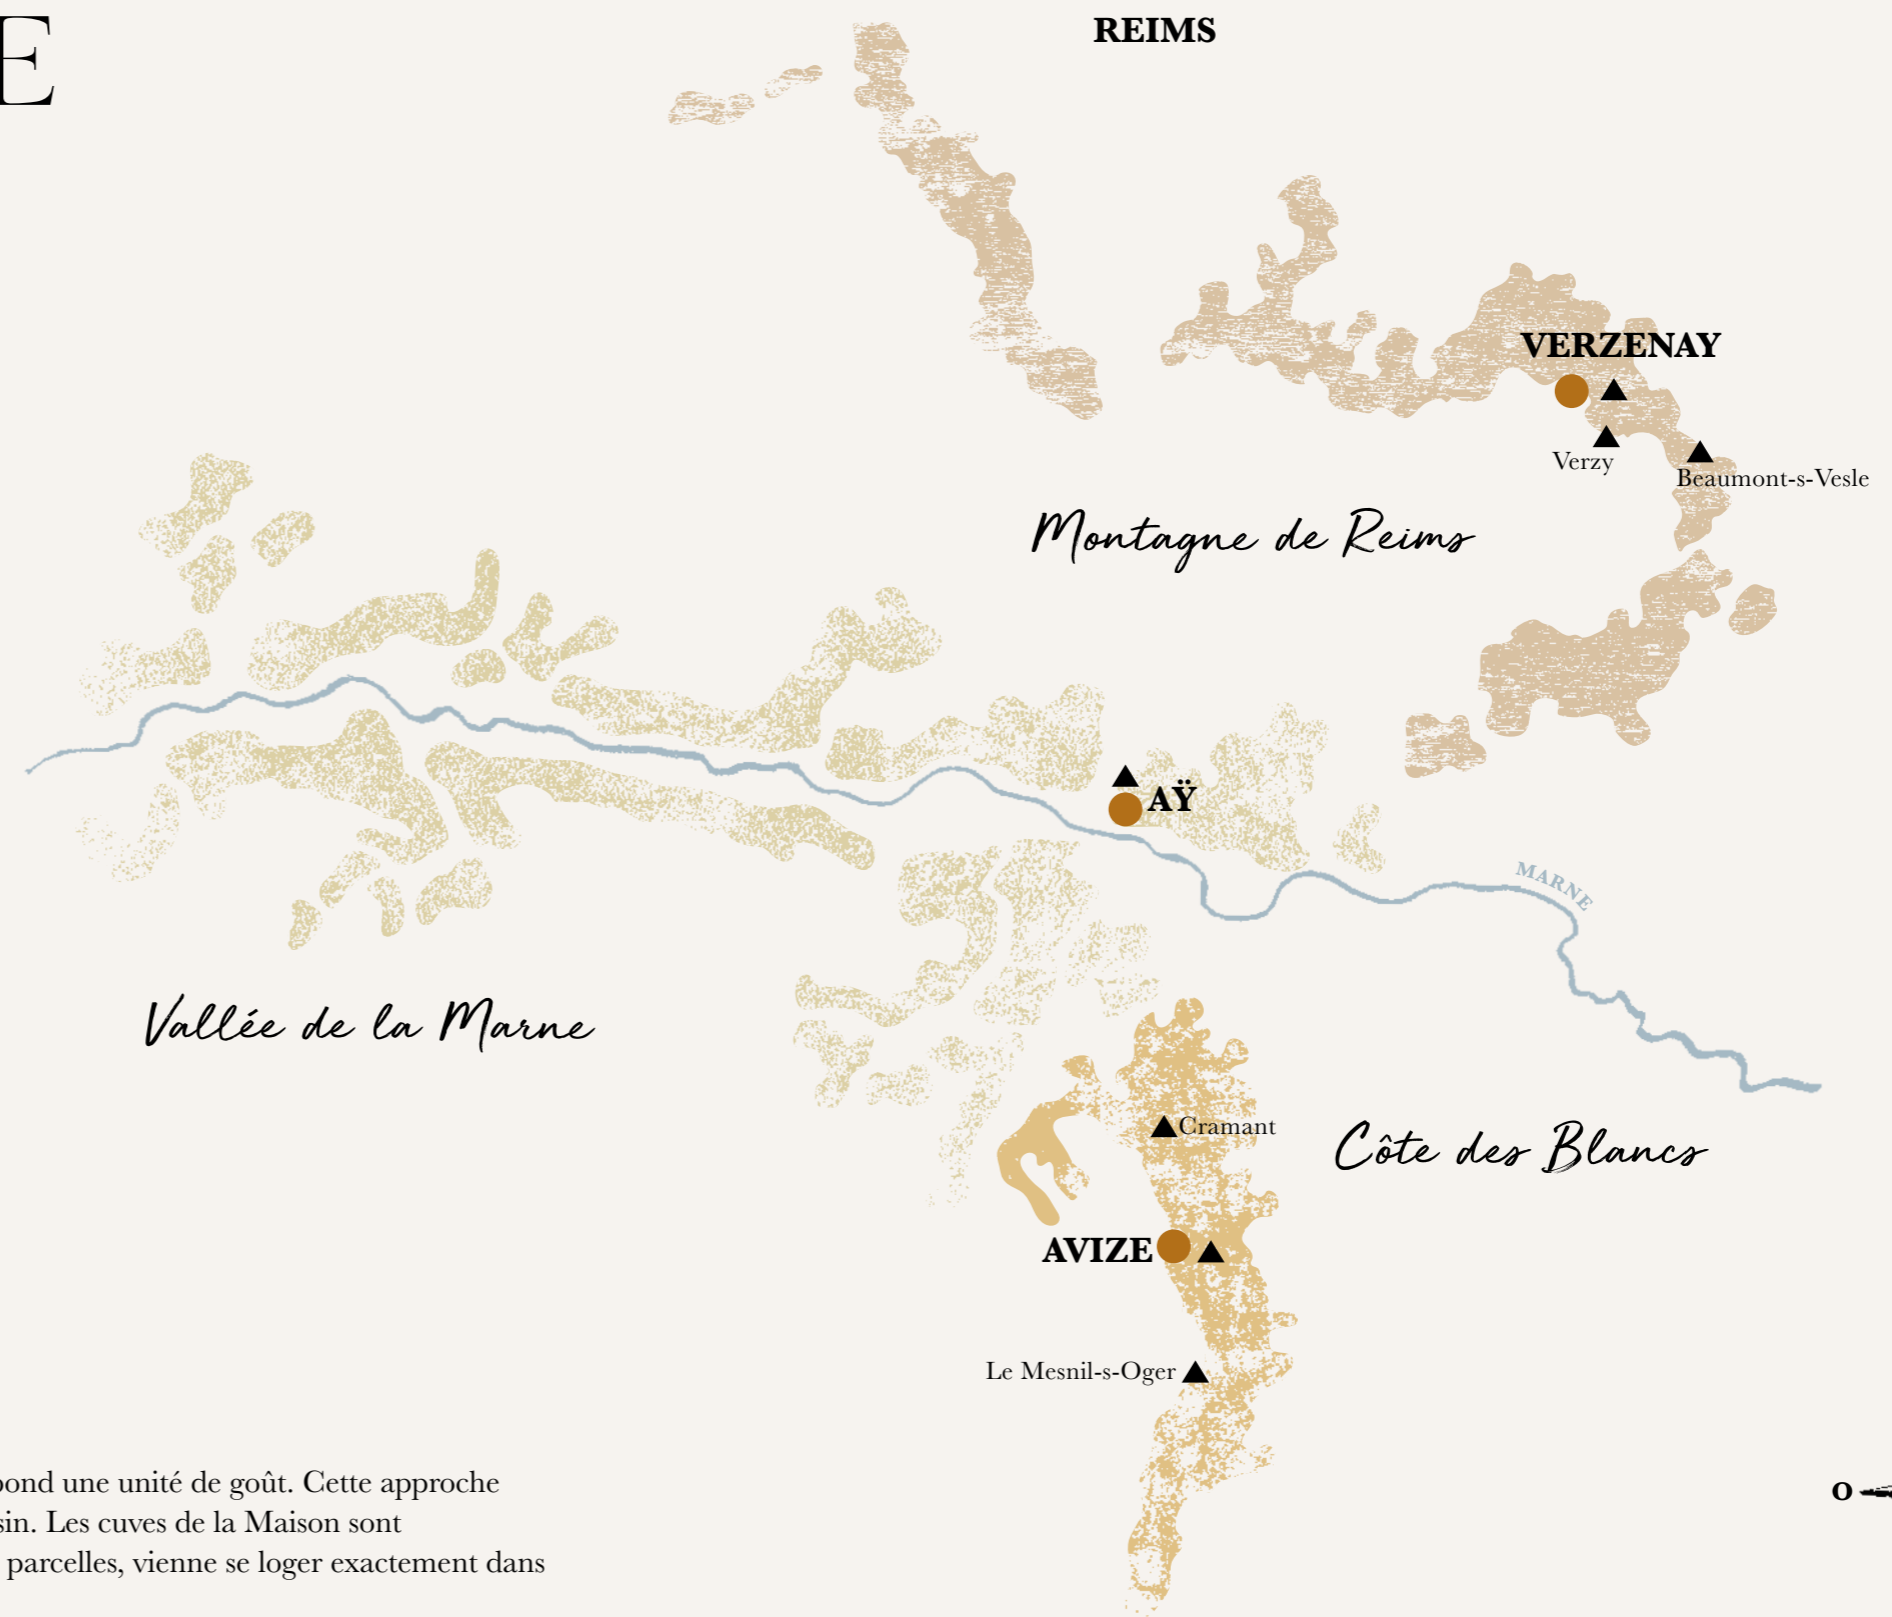 E
REIMS
VERZENAY
Verzy
Beaumont-s-Vesle
Montagne de Reims
AŸ
MARNE
Vallée de la Marne
Cramant
Côte des Blancs
AVIZE
Le Mesnil-s-Oger
une unité de goût. Cette approche
O
Les cuves de la Maison sont
parcelles, vienne se loger exactement dans